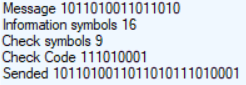 Message 1011010011011010
Information symbols 16
Check symbols 9
Check Code 111010001
Sended 1011010011011010111010001